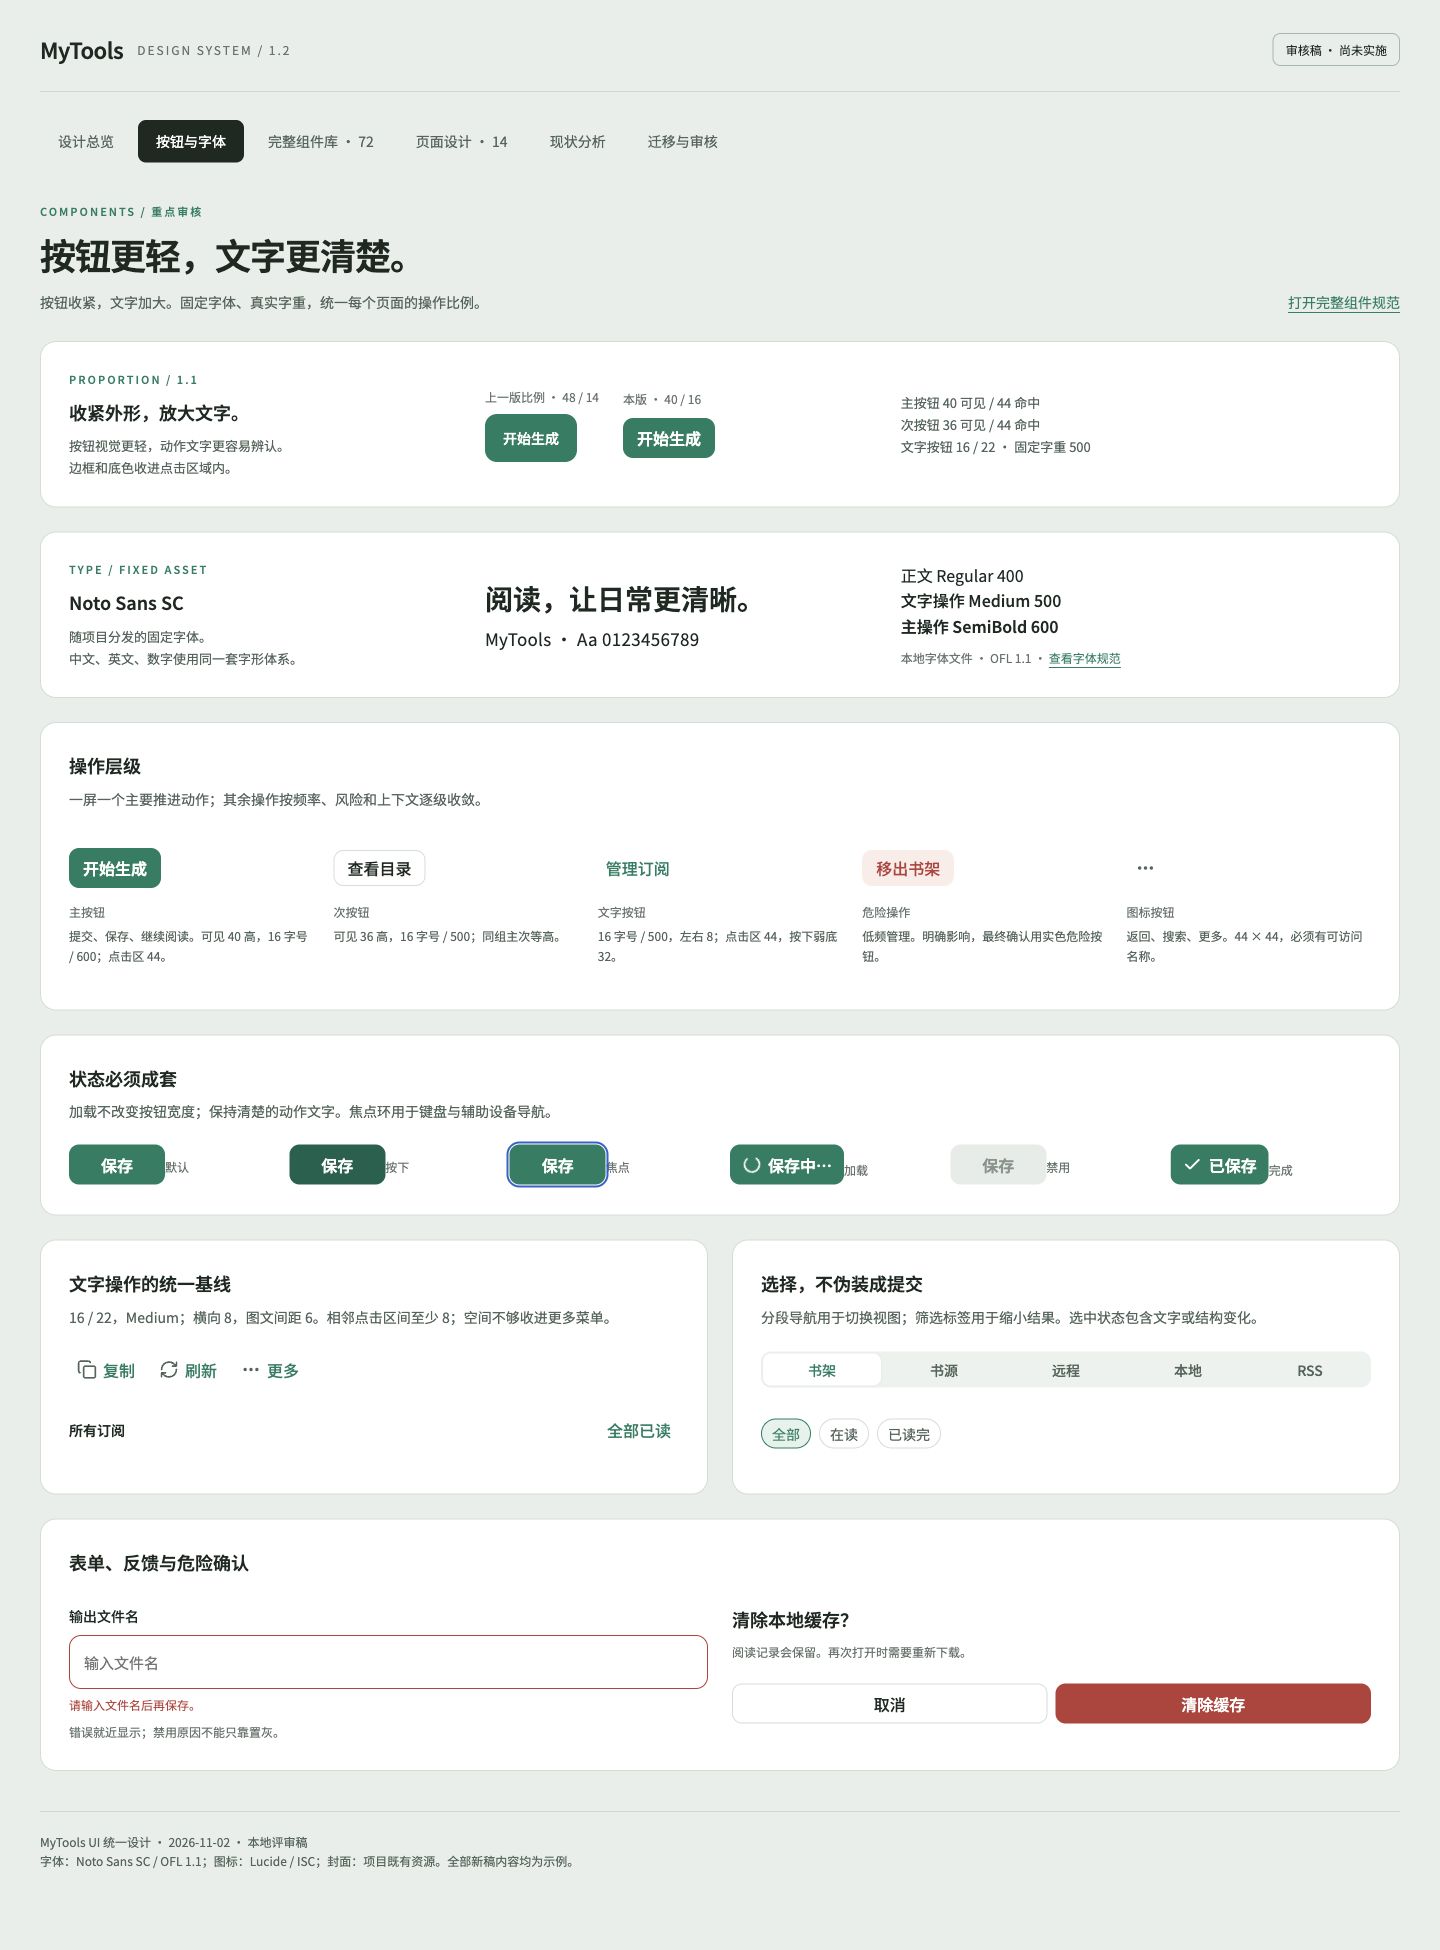 MyTools DESIGN SYSTEM / 1.2
审核稿 · 尚未实施
设计总览 按钮与字体 完整组件库 · 72 页面设计 · 14 现状分析 迁移与审核
COMPONENTS / 重点审核
按钮更轻，文字更清楚。
按钮收紧，文字加大。固定字体、真实字重，统一每个页面的操作比例。
打开完整组件规范
PROPORTION / 1.1
收紧外形，放大文字。
按钮视觉更轻，动作文字更容易辨认。
边框和底色收进点击区域内。
上一版比例 · 48 / 14
开始生成
本版 · 40 / 16
开始生成
主按钮 40 可见 / 44 命中
次按钮 36 可见 / 44 命中
文字按钮 16 / 22 · 固定字重 500
TYPE / FIXED ASSET
Noto Sans SC
随项目分发的固定字体。
中文、英文、数字使用同一套字形体系。
阅读，让日常更清晰。
MyTools · Aa 0123456789
正文 Regular 400
文字操作 Medium 500
主操作 SemiBold 600
本地字体文件 · OFL 1.1 · 查看字体规范
操作层级
一屏一个主要推进动作；其余操作按频率、风险和上下文逐级收敛。
开始生成
主按钮
提交、保存、继续阅读。可见 40 高，16 字号
/ 600；点击区 44。
查看目录
次按钮
可见 36 高，16 字号 / 500；同组主次等高。
管理订阅
文字按钮
16 字号 / 500，左右 8；点击区 44，按下弱底
32。
移出书架
危险操作
低频管理。明确影响，最终确认用实色危险按
钮。
···
图标按钮
返回、搜索、更多。44 × 44，必须有可访问
名称。
状态必须成套
加载不改变按钮宽度；保持清楚的动作文字。焦点环用于键盘与辅助设备导航。
保存 默认
保存 按下
保存 焦点
保存中… 加载
保存 禁用
已保存 完成
文字操作的统一基线
16 / 22，Medium；横向 8，图文间距 6。相邻点击区间至少 8；空间不够收进更多菜单。
复制 刷新 ··· 更多
所有订阅 全部已读
选择，不伪装成提交
分段导航用于切换视图；筛选标签用于缩小结果。选中状态包含文字或结构变化。
书架 书源 远程 本地 RSS
全部 在读 已读完
表单、反馈与危险确认
输出文件名
输入文件名
请输入文件名后再保存。
错误就近显示；禁用原因不能只靠置灰。
清除本地缓存？
阅读记录会保留。再次打开时需要重新下载。
取消 清除缓存
MyTools UI 统一设计 · 2026-11-02 · 本地评审稿
字体：Noto Sans SC / OFL 1.1；图标：Lucide / ISC；封面：项目既有资源。全部新稿内容均为示例。